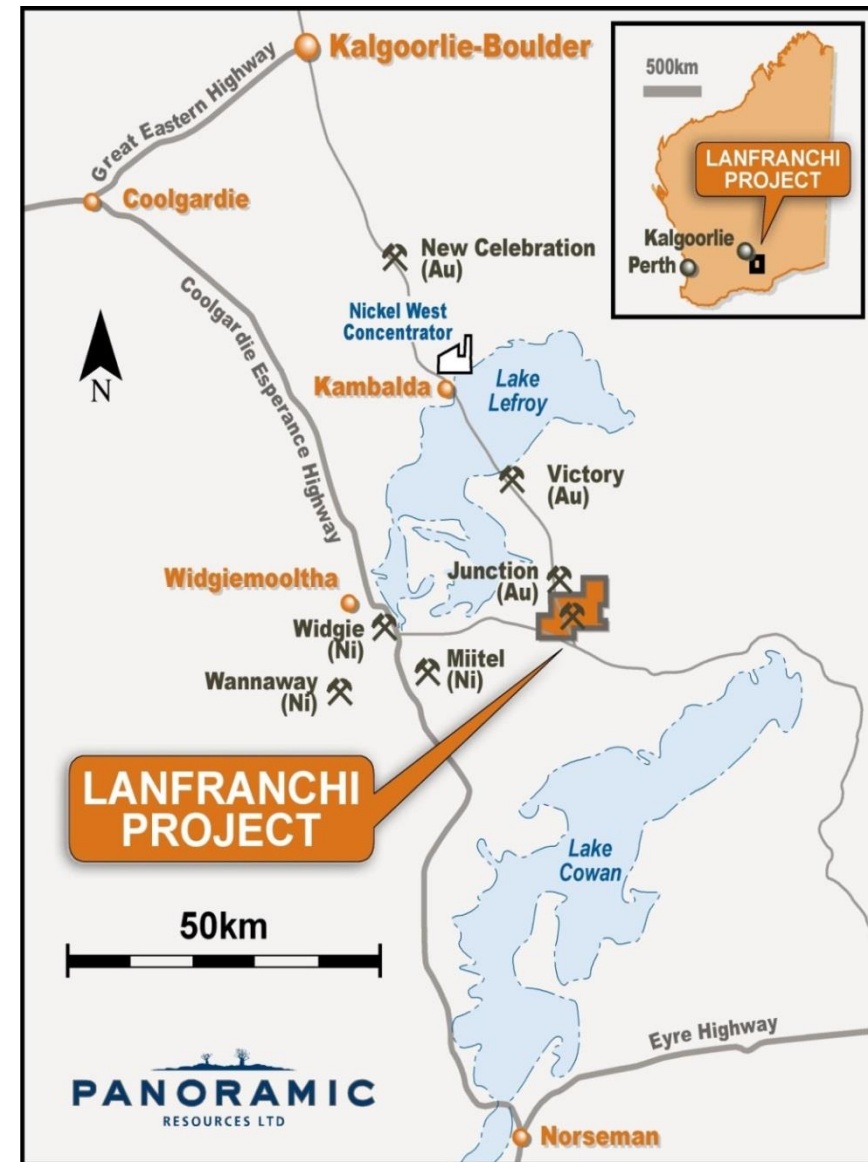 Kalgoorlie-Boulder
Great Eastern Highway
500km
LANFRANCHI
PROJECT
Kalgoorlie
Perth
Coolgardie
New Celebration
(Au)
Coolgardie Esperance Highway
Nickel West
Concentrator
N
Kambalda
Lake
Lefroy
Victory
(Au)
Junction
(Au)
Widgiemooltha
Widgie
(Ni)
Miitel
(Ni)
Wannaway
(Ni)
LANFRANCHI
PROJECT
Lake
Cowan
50km
Eyre Highway
PANORAMIC
RESOURCES LTD
Norseman